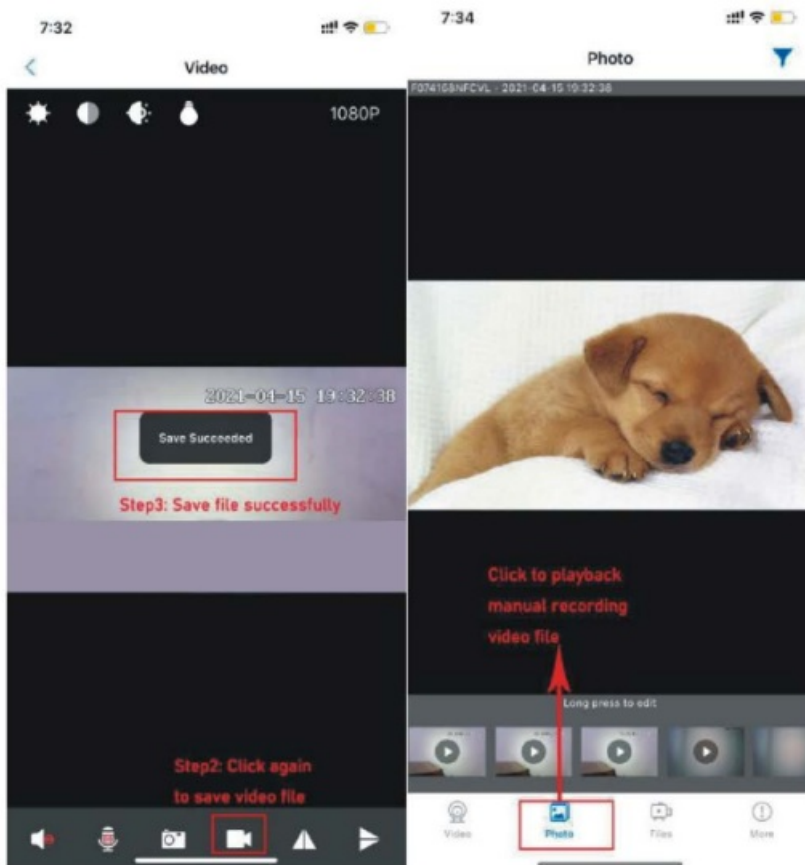 7:32
Video
1080P
2021-04-15 19:32:38
Save Succeeded
Step3: Save file successfully
Step2: Click again
to save video file
7:34
Photo
F074168NFCVL - 2021-04-15 19:32:38
Click to playback
manual recording
video file
Long press to edit
Video
Photo
Files
More